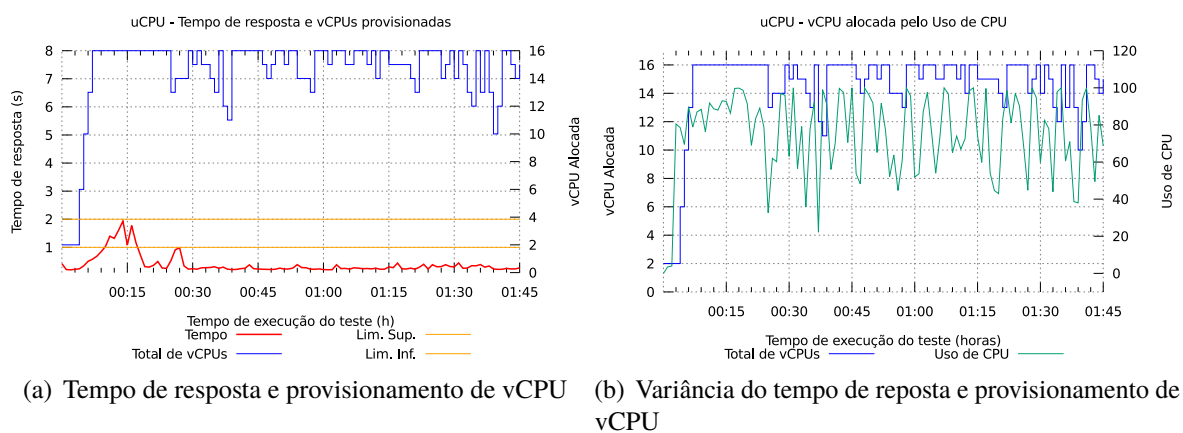 uCPU - Tempo de resposta e vCPUs provisionadas
Tempo de resposta (s)
8
7
6
5
4
3
2
1
16
14
12
10
8
6
4
2
0
vCPU Alocada
00:15 00:30 00:45 01:00 01:15 01:30 01:45
Tempo de execução do teste (h)
Tempo
Lim. Sup.
Total de vCPUs
Lim. Inf.
(a) Tempo de resposta e provisionamento de vCPU
uCPU - vCPU alocada pelo Uso de CPU
vCPU Alocada
16
14
12
10
8
6
4
2
0
120
100
80
60
40
20
0
Uso de CPU
00:15 00:30 00:45 01:00 01:15 01:30 01:45
Tempo de execução do teste (horas)
Total de vCPUs
Uso de CPU
(b) Variância do tempo de reposta e provisionamento de
vCPU